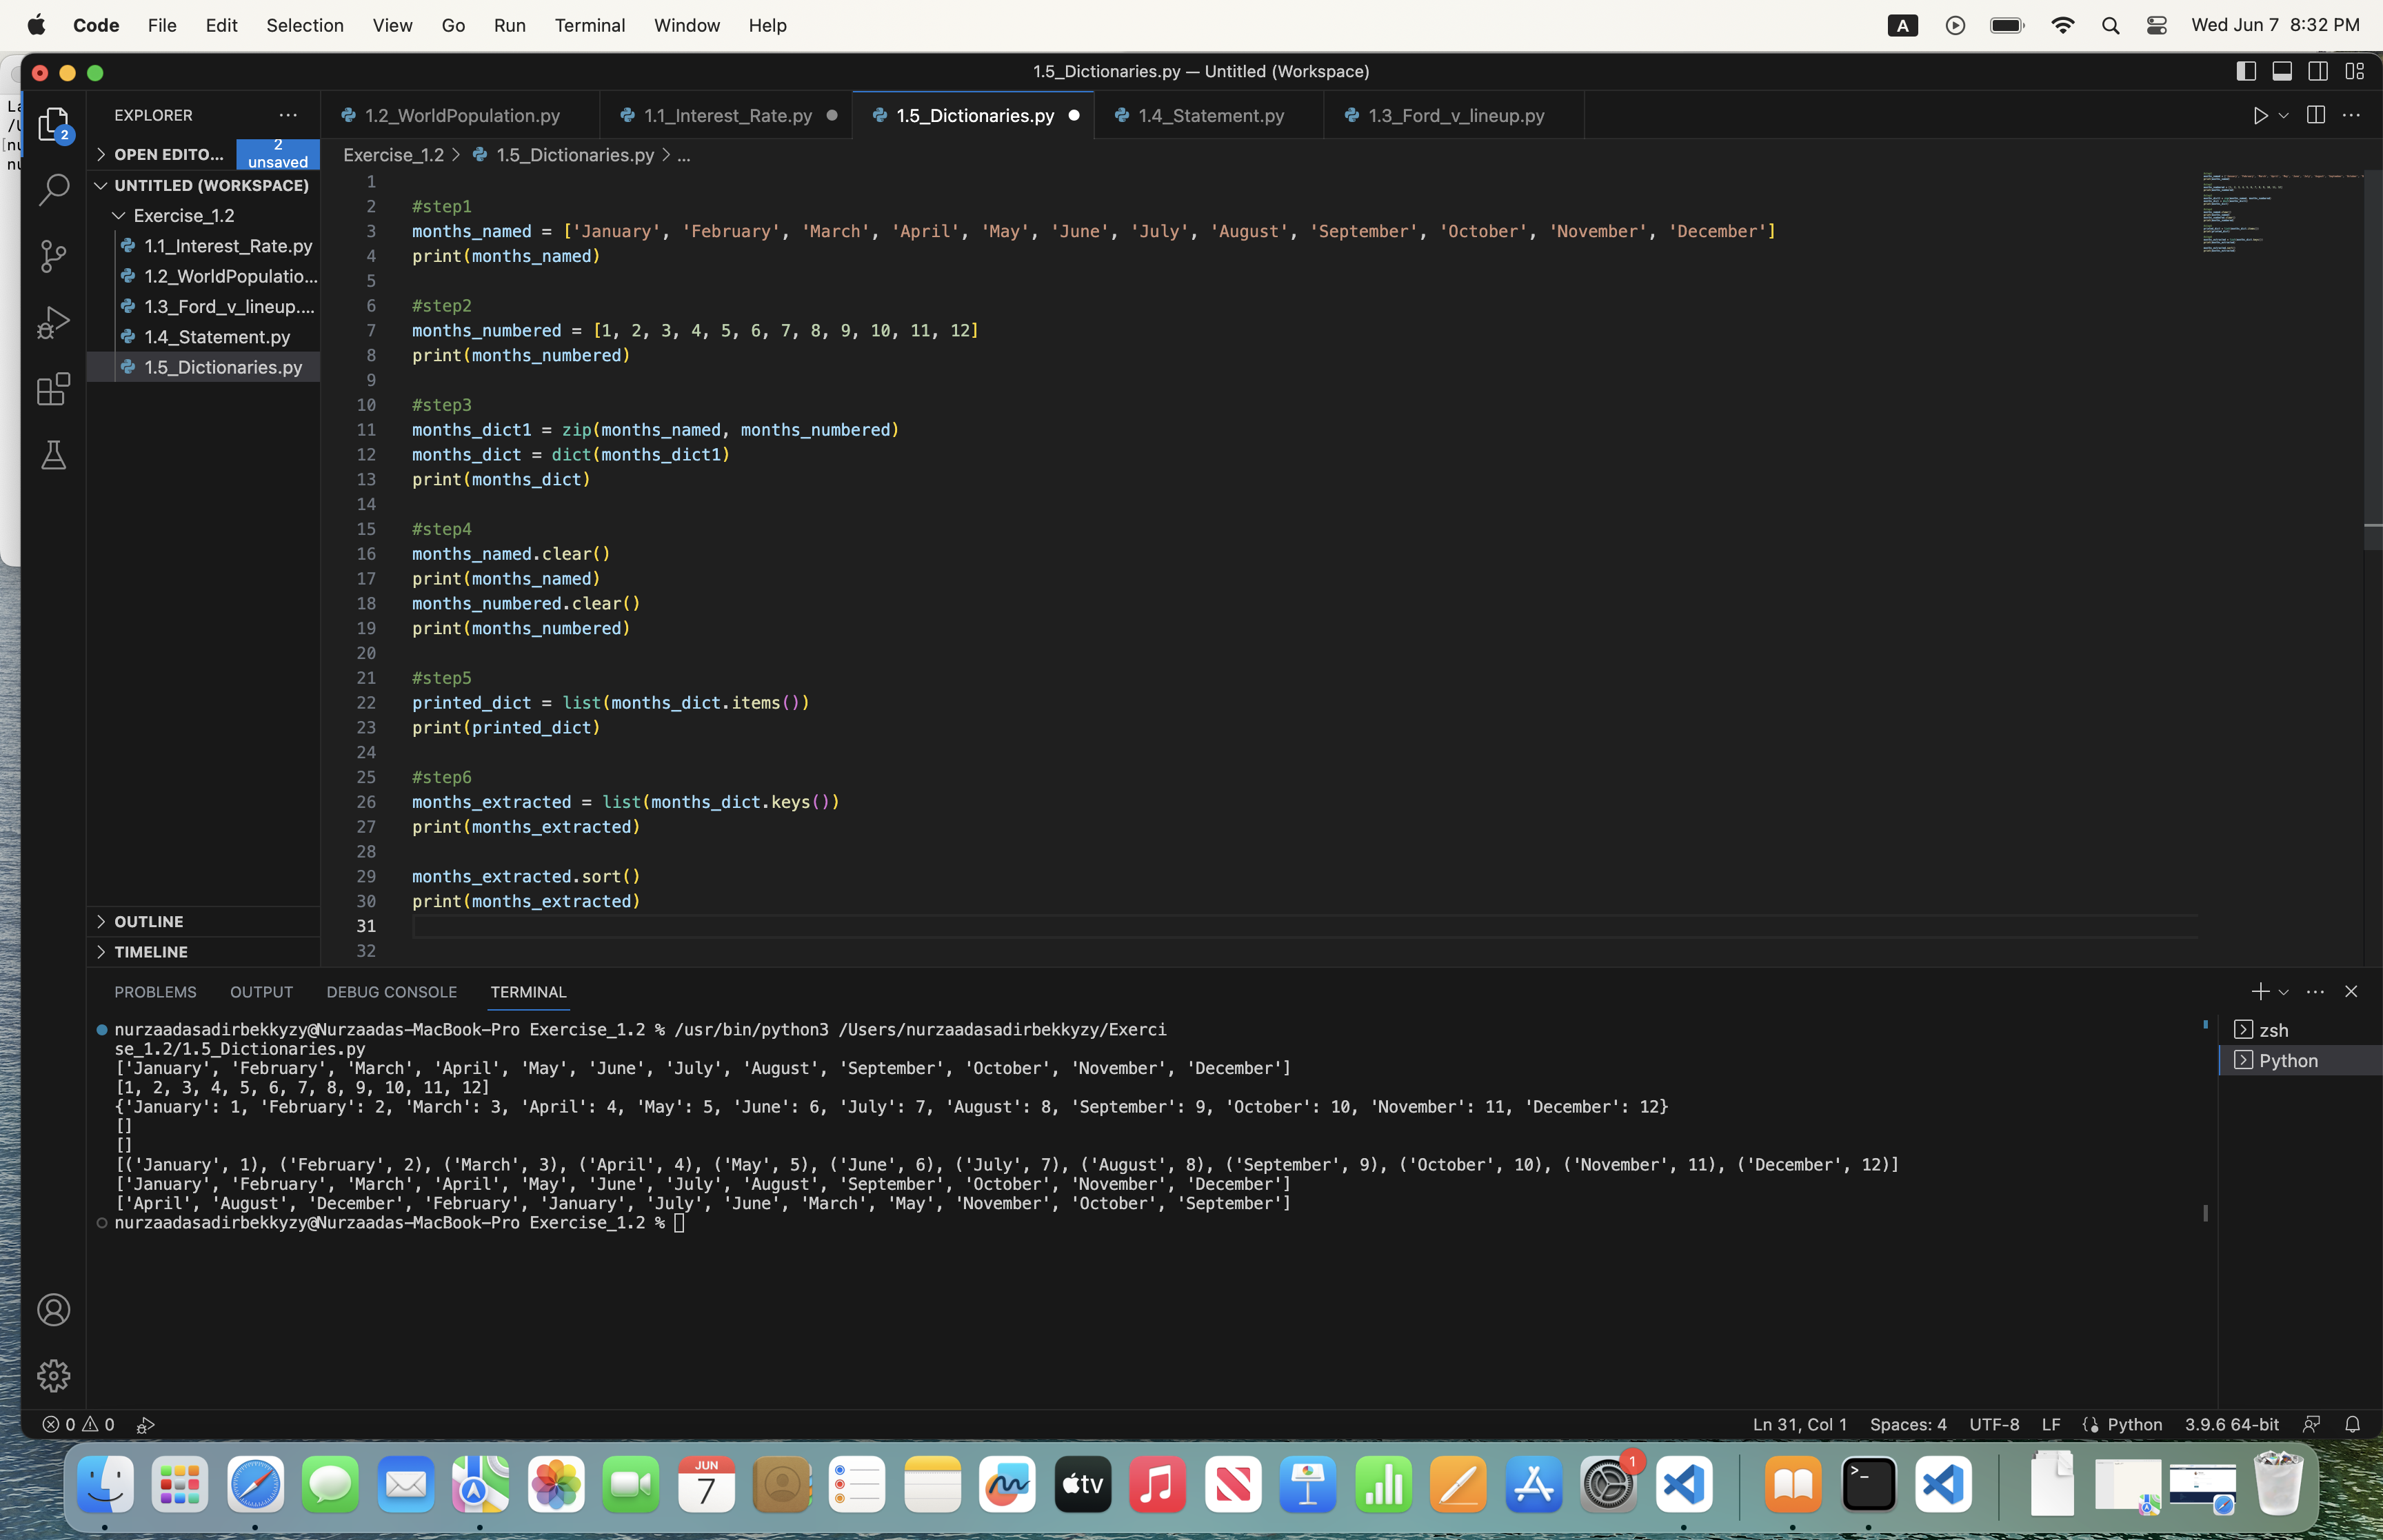 Code File Edit Selection View Go Run Terminal Window Help
A Wed Jun 7 8:32 PM
1.5_Dictionaries.py — Untitled (Workspace)
EXPLORER
1.2_WorldPopulation.py
1.1_Interest_Rate.py
1.5_Dictionaries.py
1.4_Statement.py
1.3_Ford_v_lineup.py
OPEN EDITO...
2 unsaved
UNTITLED (WORKSPACE)
Exercise_1.2
1.1_Interest_Rate.py
1.2_WorldPopulatio...
1.3_Ford_v_lineup....
1.4_Statement.py
1.5_Dictionaries.py
OUTLINE
TIMELINE
2
Exercise_1.2 > 1.5_Dictionaries.py > ...
1
2 #step1
3 months_named = ['January', 'February', 'March', 'April', 'May', 'June', 'July', 'August', 'September', 'October', 'November', 'December']
4 print(months_named)
5
6 #step2
7 months_numbered = [1, 2, 3, 4, 5, 6, 7, 8, 9, 10, 11, 12]
8 print(months_numbered)
9
10 #step3
11 months_dict1 = zip(months_named, months_numbered)
12 months_dict = dict(months_dict1)
13 print(months_dict)
14
15 #step4
16 months_named.clear()
17 print(months_named)
18 months_numbered.clear()
19 print(months_numbered)
20
21 #step5
22 printed_dict = list(months_dict.items())
23 print(printed_dict)
24
25 #step6
26 months_extracted = list(months_dict.keys())
27 print(months_extracted)
28
29 months_extracted.sort()
30 print(months_extracted)
31
32
PROBLEMS OUTPUT DEBUG CONSOLE TERMINAL
nurzaadasadirbekkyzy@Nurzaadas-MacBook-Pro Exercise_1.2 % /usr/bin/python3 /Users/nurzaadasadirbekkyzy/Exerci
se_1.2/1.5_Dictionaries.py
['January', 'February', 'March', 'April', 'May', 'June', 'July', 'August', 'September', 'October', 'November', 'December']
[1, 2, 3, 4, 5, 6, 7, 8, 9, 10, 11, 12]
{'January': 1, 'February': 2, 'March': 3, 'April': 4, 'May': 5, 'June': 6, 'July': 7, 'August': 8, 'September': 9, 'October': 10, 'November': 11, 'December': 12}
[]
[]
[('January', 1), ('February', 2), ('March', 3), ('April', 4), ('May', 5), ('June', 6), ('July', 7), ('August', 8), ('September', 9), ('October', 10), ('November', 11), ('December', 12)]
['January', 'February', 'March', 'April', 'May', 'June', 'July', 'August', 'September', 'October', 'November', 'December']
['April', 'August', 'December', 'February', 'January', 'July', 'June', 'March', 'May', 'November', 'October', 'September']
nurzaadasadirbekkyzy@Nurzaadas-MacBook-Pro Exercise_1.2 %
zsh
Python
0 0
Ln 31, Col 1 Spaces: 4 UTF-8 LF Python 3.9.6 64-bit
JUN
7
tv
1